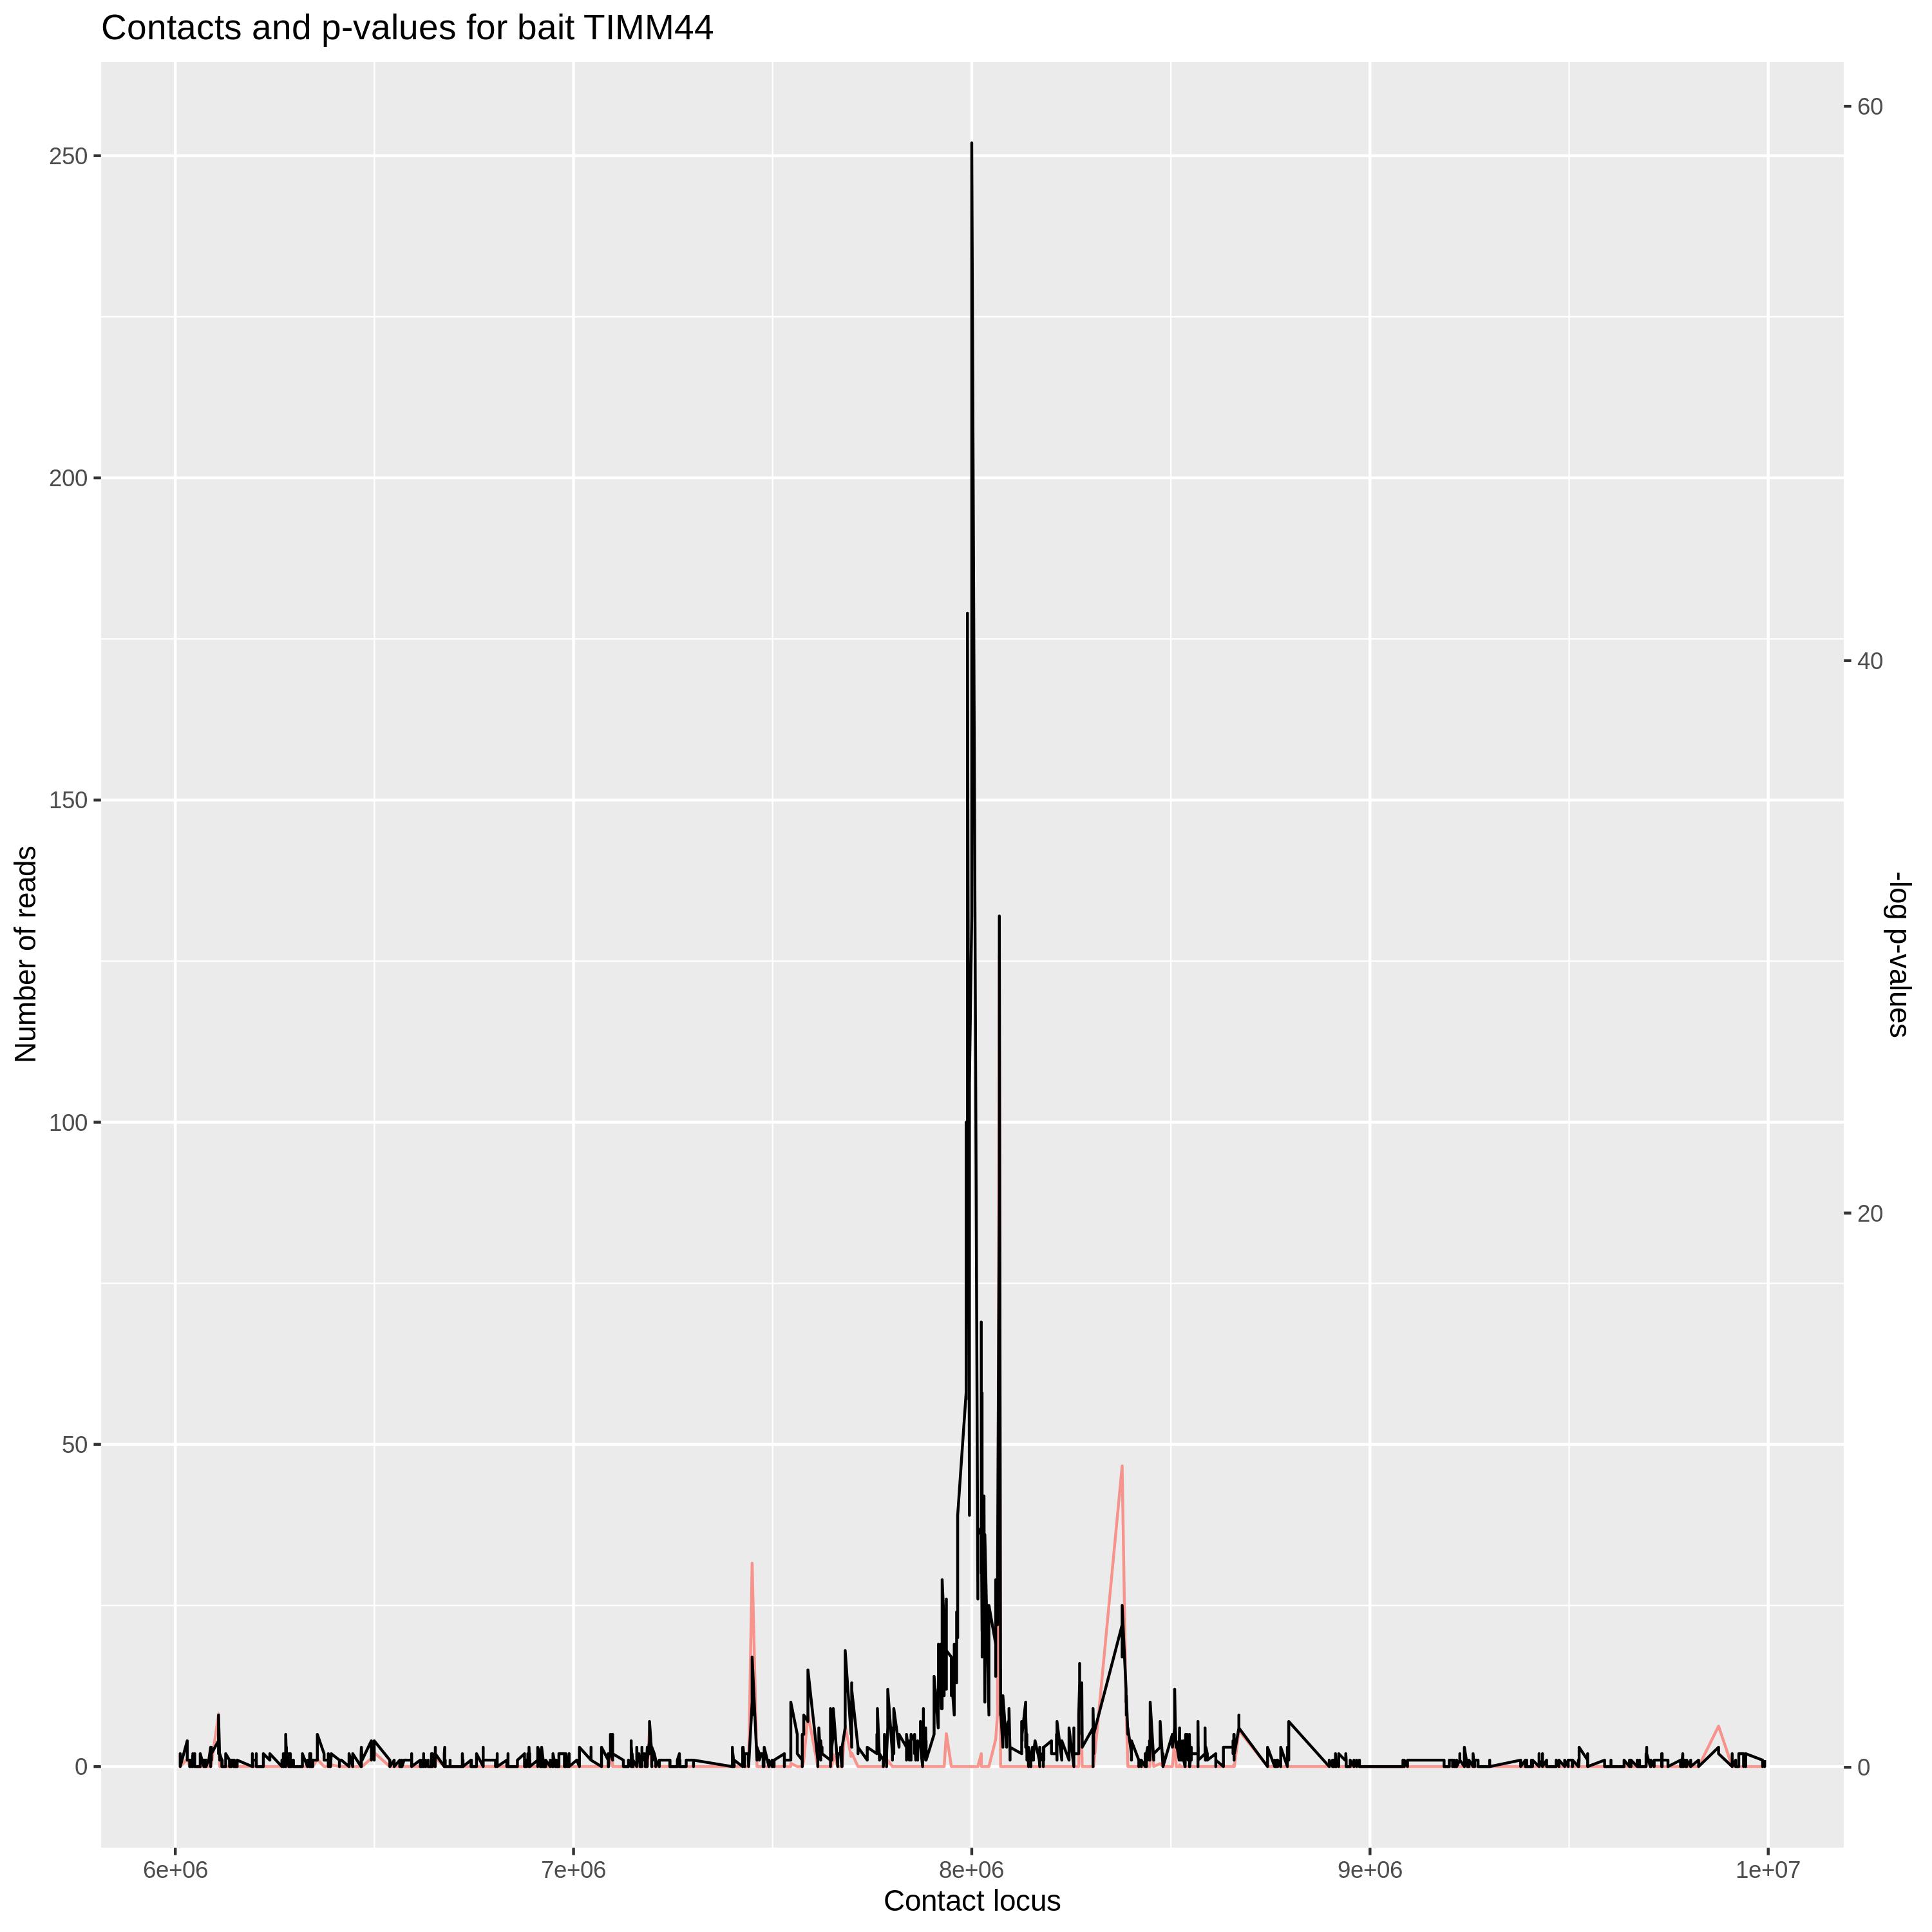 Contacts and p-values for bait TIMM44
60
250
200
40
150
Number of reads
-log p-values
100
20
50
0
0
6e+06 7e+06 8e+06 9e+06 1e+07
Contact locus